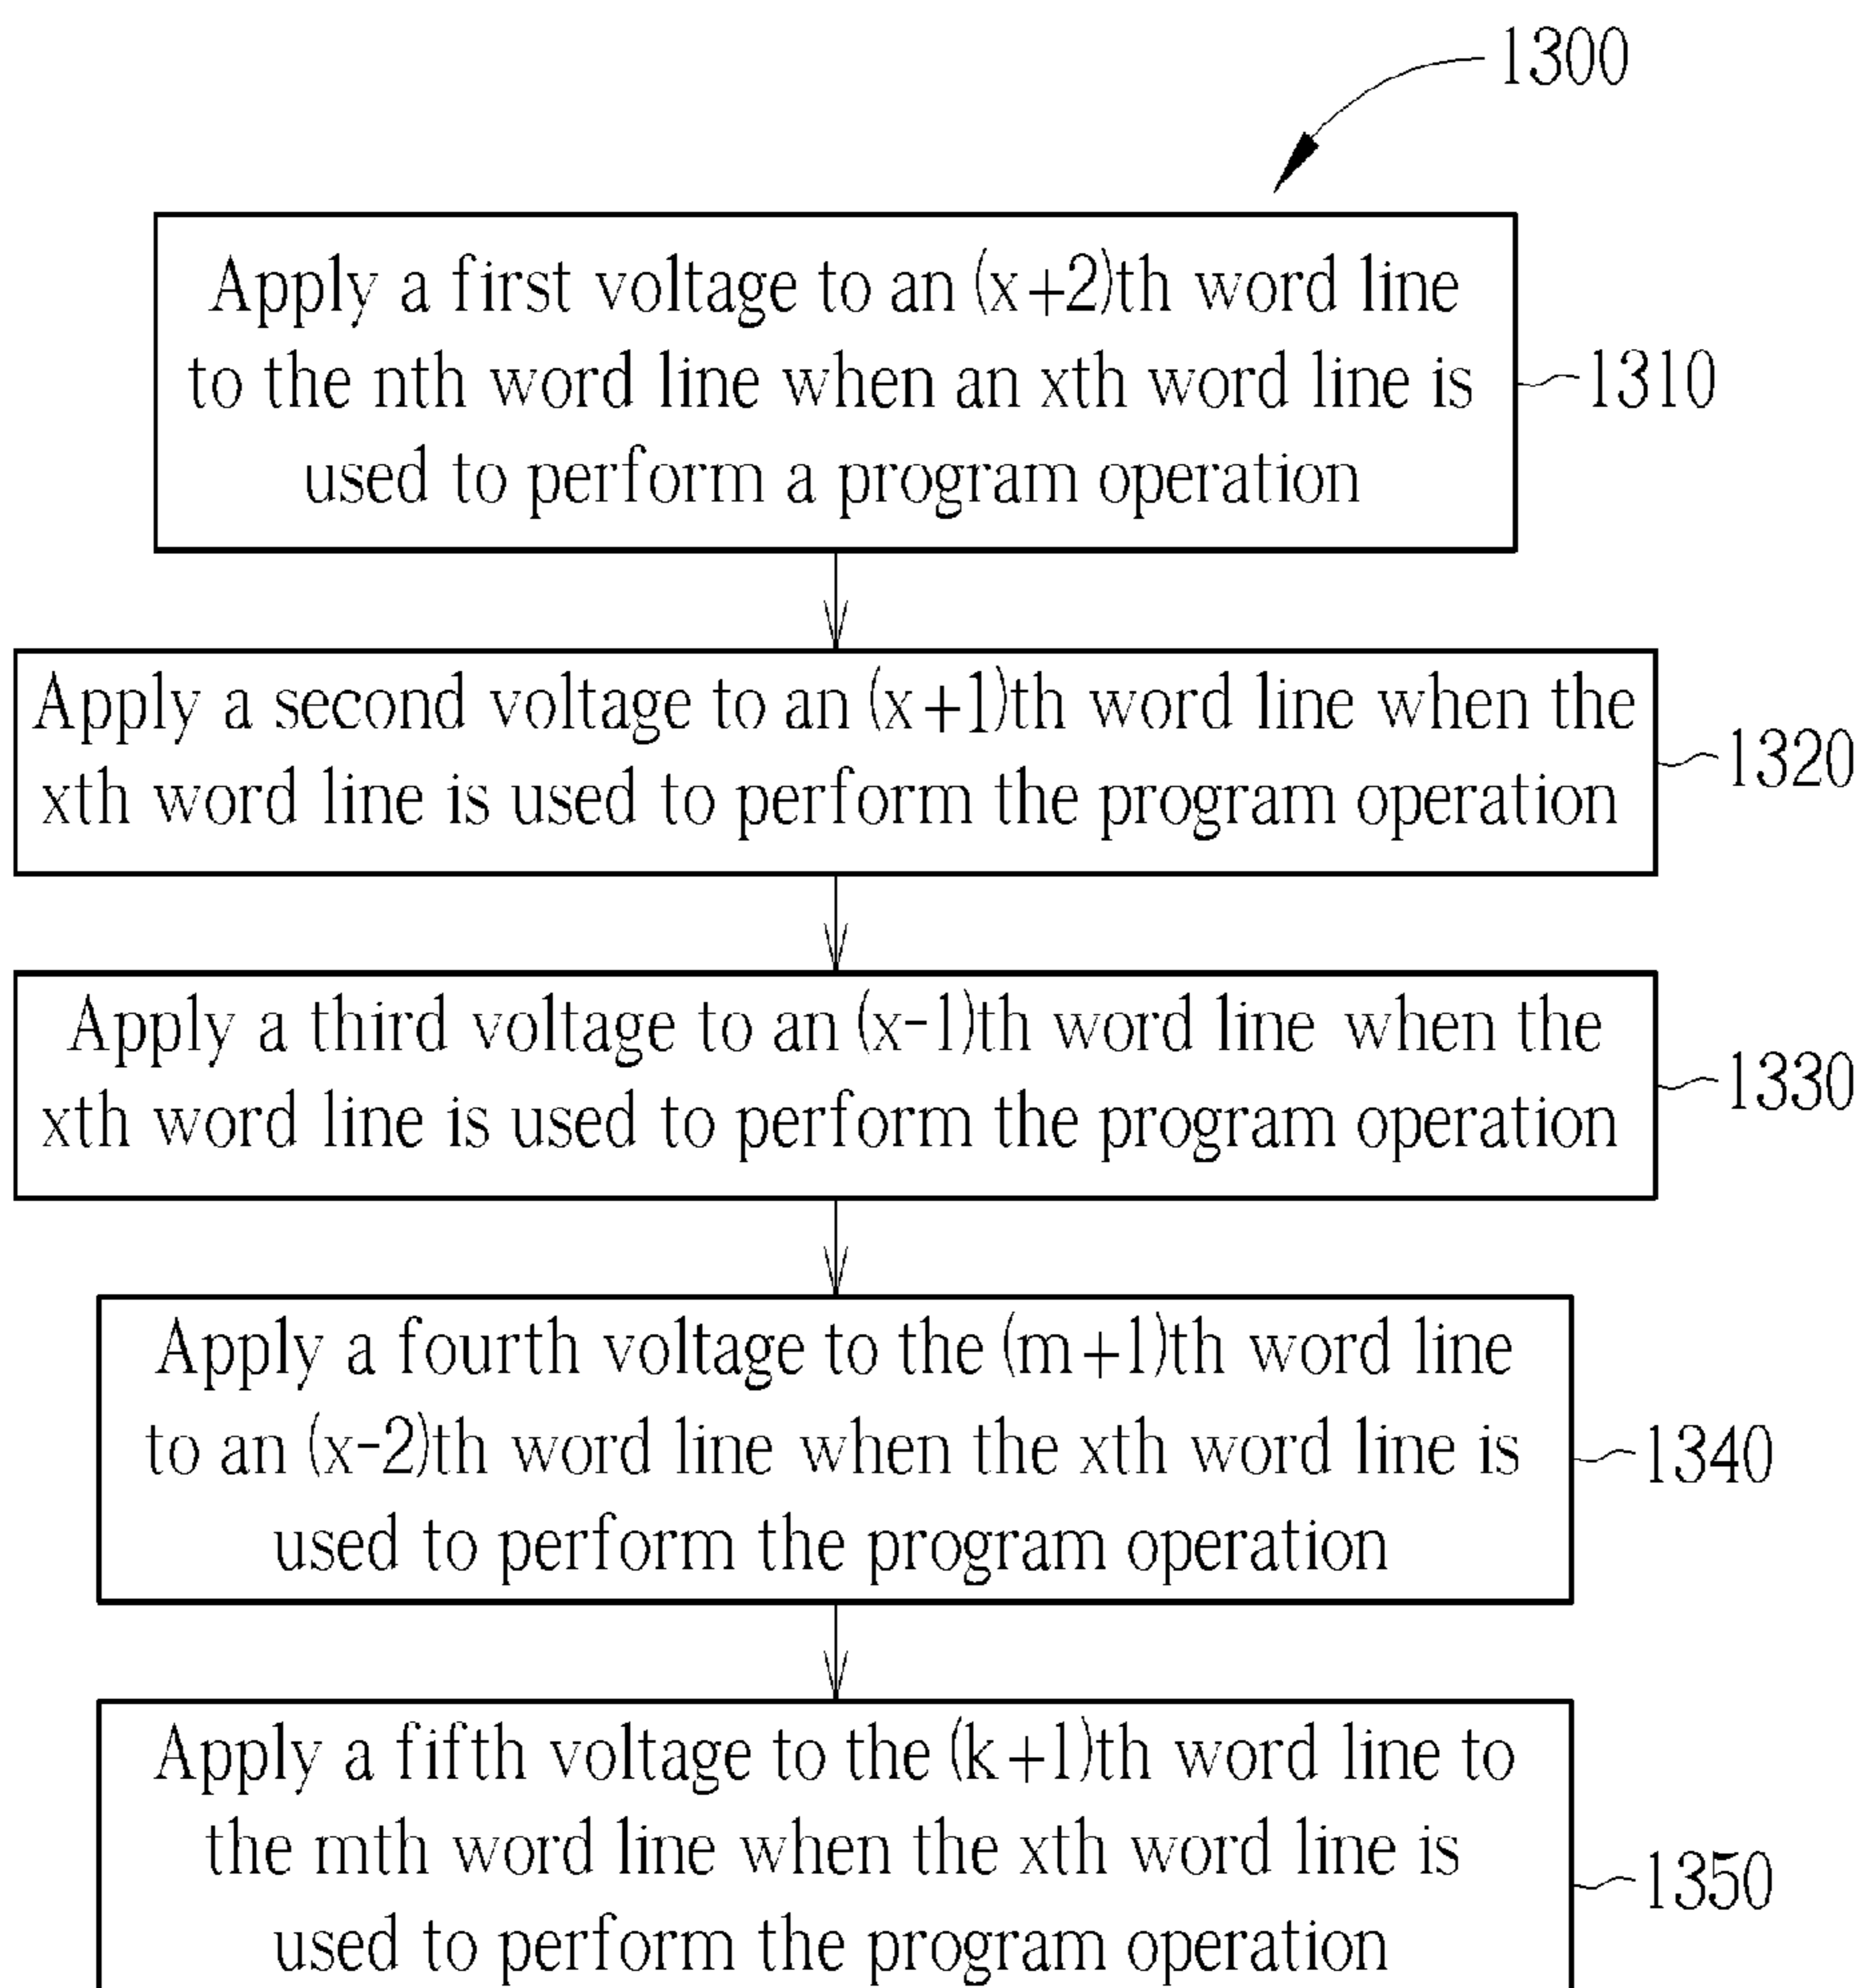 1300
Apply a first voltage to an (x+2)th word line
to the nth word line when an xth word line is
used to perform a program operation
1310
Apply a second voltage to an (x+1)th word line when the
xth word line is used to perform the program operation
1320
Apply a third voltage to an (x-1)th word line when the
xth word line is used to perform the program operation
1330
Apply a fourth voltage to the (m+1)th word line
to an (x-2)th word line when the xth word line is
used to perform the program operation
1340
Apply a fifth voltage to the (k+1)th word line to
the mth word line when the xth word line is
used to perform the program operation
1350